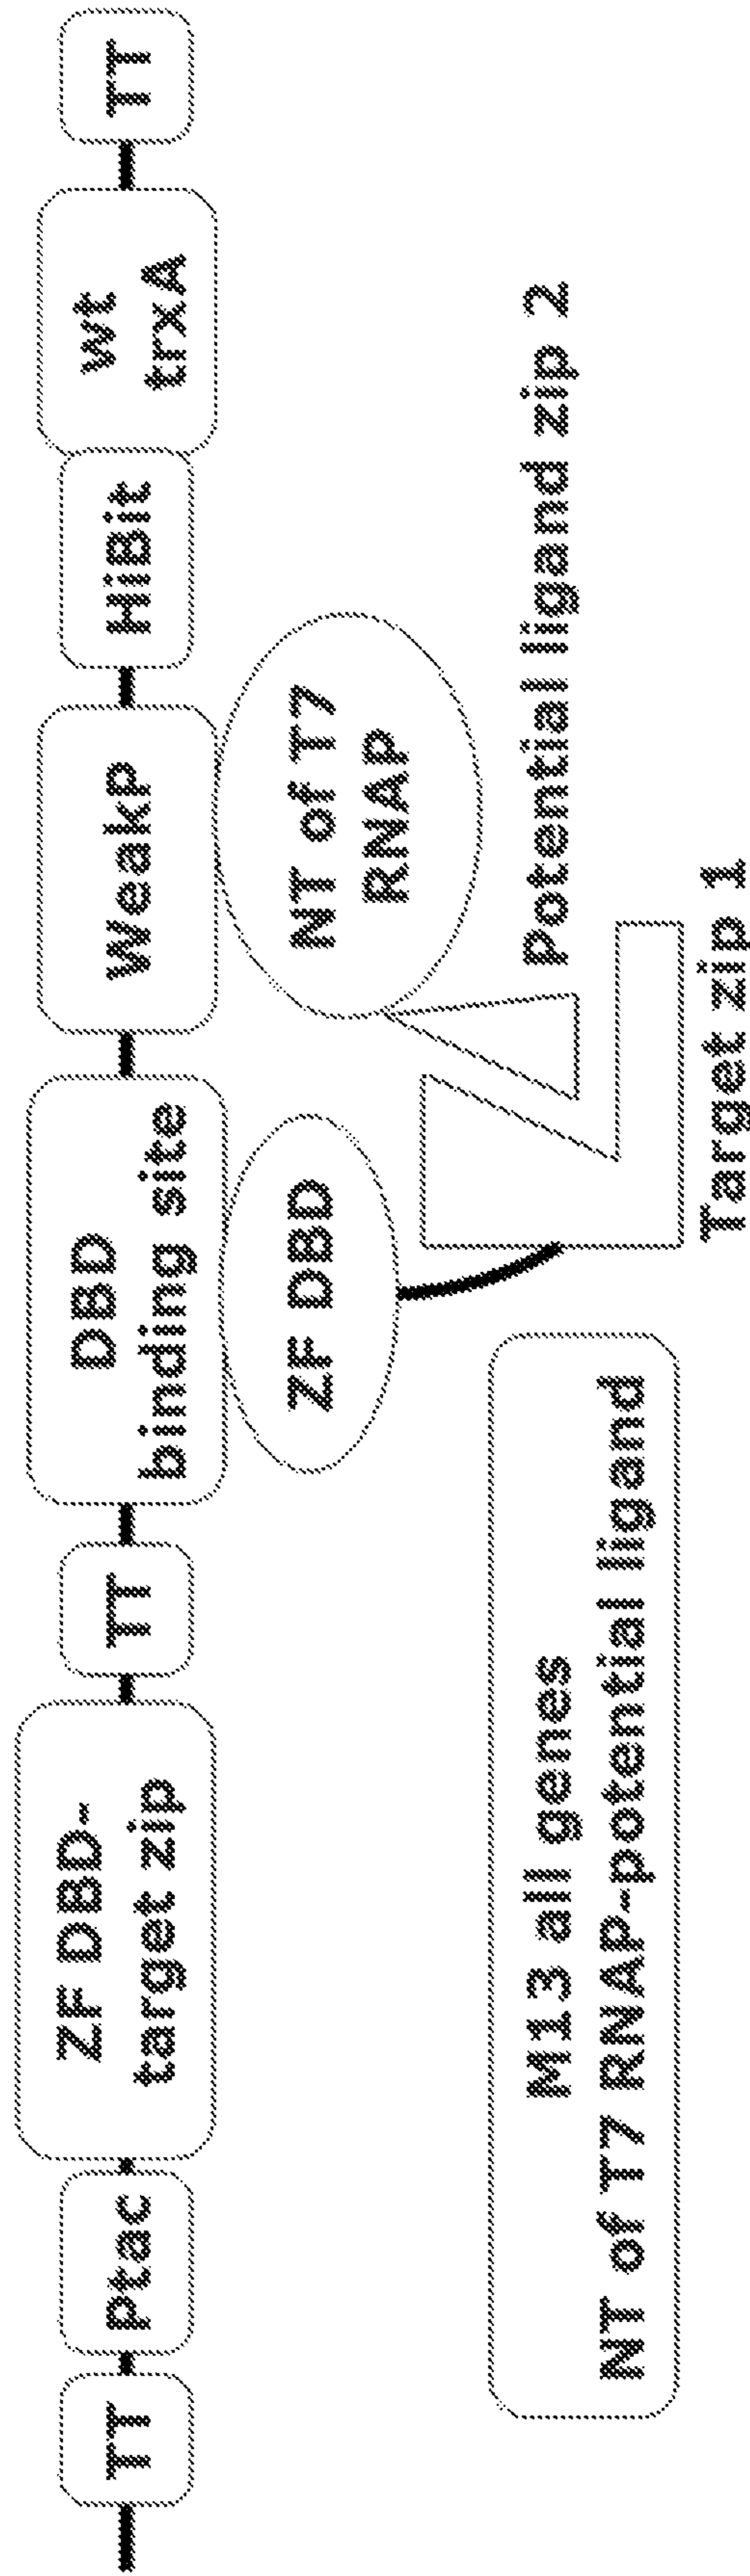 TT
Ptac
ZF DBD-
target zip
TT
DBD
binding site
WeakP
HiBit
wt
trxA
TT
ZF DBD
NT of T7
RNAP
Potential ligand zip 2
Target zip 1
M13 all genes
NT of T7 RNAP-potential ligand